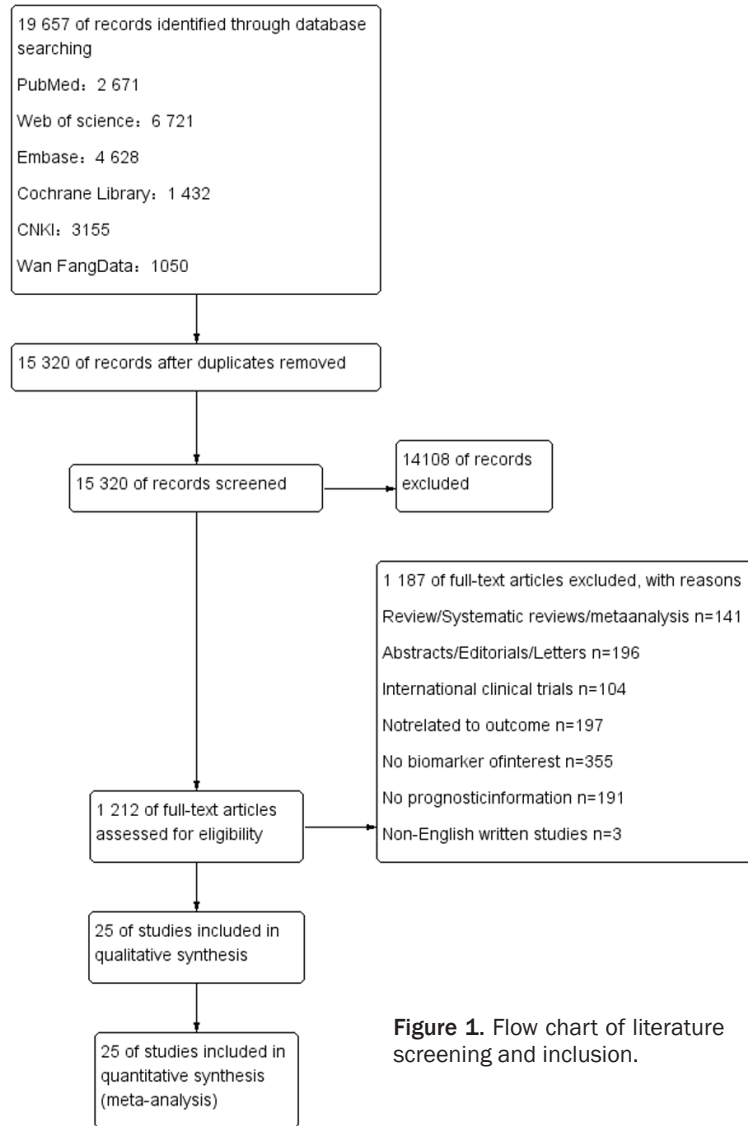 19 657 of records identified through database
searching
PubMed：2 671
Web of science：6 721
Embase：4 628
Cochrane Library：1 432
CNKI：3155
Wan FangData：1050
15 320 of records after duplicates removed
15 320 of records screened
14108 of records
excluded
1 187 of full-text articles excluded, with reasons
Review/Systematic reviews/metaanalysis n=141
Abstracts/Editorials/Letters n=196
International clinical trials n=104
Notrelated to outcome n=197
No biomarker ofinterest n=355
No prognosticinformation n=191
Non-English written studies n=3
1 212 of full-text articles
assessed for eligibility
25 of studies included in
qualitative synthesis
25 of studies included in
quantitative synthesis
(meta-analysis)
Figure 1. Flow chart of literature
screening and inclusion.